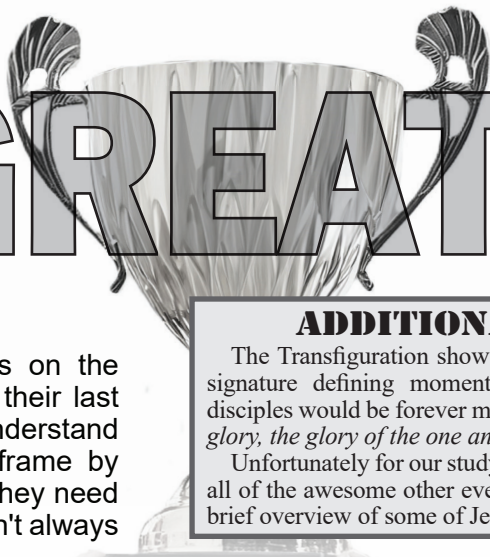 GREAT
s on the
their last
nderstand
frame by
hey need
n't always
ADDITION
The Transfiguration show
signature defining moment
disciples would be forever m
glory, the glory of the one an
Unfortunately for our study
all of the awesome other eve
brief overview of some of Je